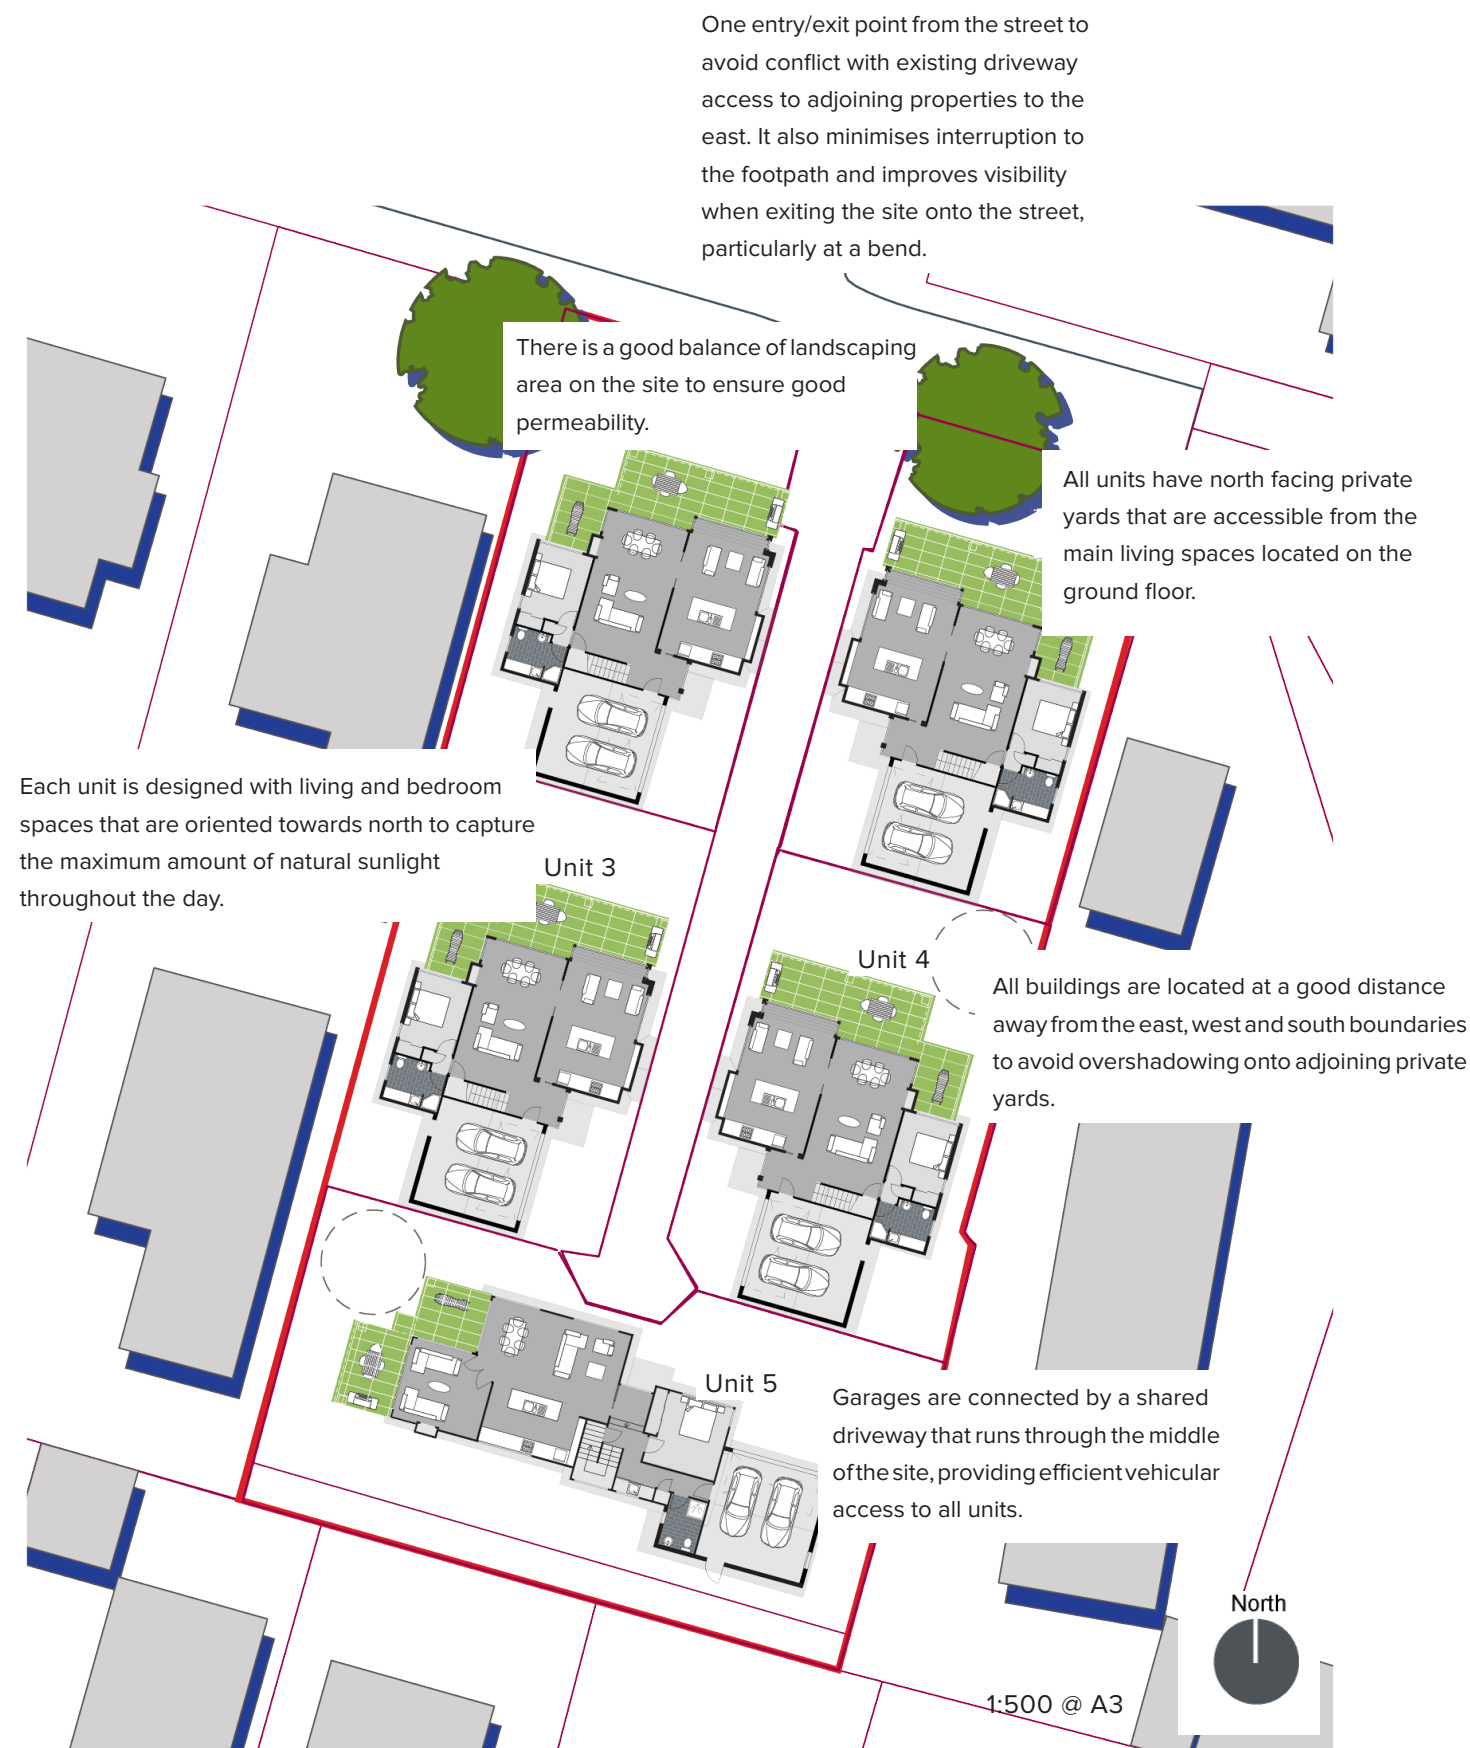 One entry/exit point from the street to
avoid conflict with existing driveway
access to adjoining properties to the
east. It also minimises interruption to
the footpath and improves visibility
when exiting the site onto the street,
particularly at a bend.
There is a good balance of landscaping
area on the site to ensure good
permeability.
All units have north facing private
yards that are accessible from the
main living spaces located on the
ground floor.
Each unit is designed with living and bedroom
spaces that are oriented towards north to capture
the maximum amount of natural sunlight
throughout the day.
Unit 3
Unit 4
All buildings are located at a good distance
away from the east, west and south boundaries
to avoid overshadowing onto adjoining private
yards.
Unit 5
Garages are connected by a shared
driveway that runs through the middle
of the site, providing efficient vehicular
access to all units.
North
1:500 @ A3